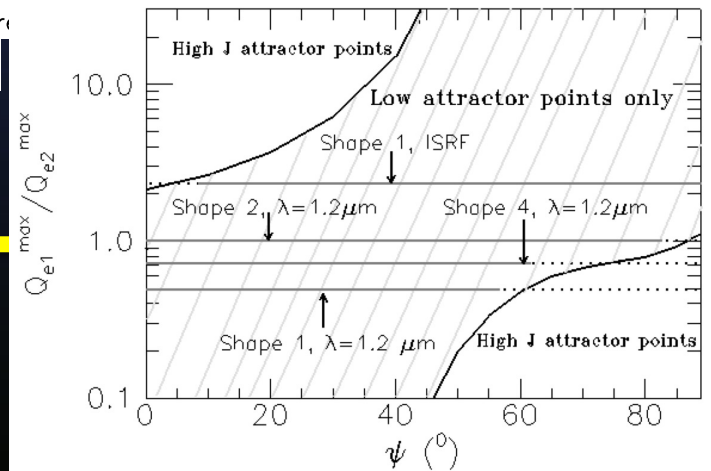 High J attractor points
10.0
Low attractor points only
Shape 1, ISRF
Shape 2, λ=1.2μm
Shape 4, λ=1.2μm
1.0
Q_e1^max/Q_e2^max
Shape 1, λ=1.2 μm
High J attractor points
0.1
0 20 40 60 80
ψ (⁰)